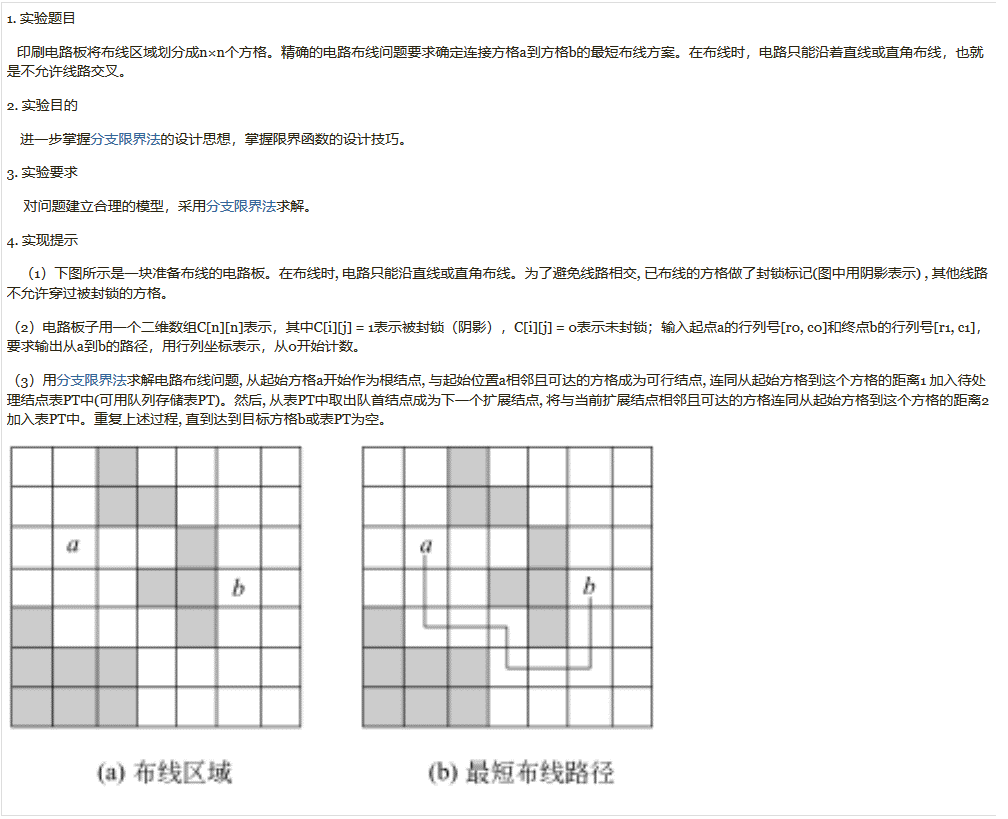 1. 实验题目
印刷电路板将布线区域划分成n×n个方格。精确的电路布线问题要求确定连接方格a到方格b的最短布线方案。在布线时，电路只能沿着直线或直角布线，也就
是不允许线路交叉。
2. 实验目的
进一步掌握分支限界法的设计思想，掌握限界函数的设计技巧。
3. 实验要求
对问题建立合理的模型，采用分支限界法求解。
4. 实现提示
（1）下图所示是一块准备布线的电路板。在布线时, 电路只能沿直线或直角布线。为了避免线路相交, 已布线的方格做了封锁标记(图中用阴影表示) , 其他线路
不允许穿过被封锁的方格。
（2）电路板子用一个二维数组C[n][n]表示，其中C[i][j] = 1表示被封锁（阴影），C[i][j] = 0表示未封锁；输入起点a的行列号[r0, c0]和终点b的行列号[r1, c1]，
要求输出从a到b的路径，用行列坐标表示，从0开始计数。
（3）用分支限界法求解电路布线问题, 从起始方格a开始作为根结点, 与起始位置a相邻且可达的方格成为可行结点, 连同从起始方格到这个方格的距离1 加入待处
理结点表PT中(可用队列存储表PT)。然后, 从表PT中取出队首结点成为下一个扩展结点, 将与当前扩展结点相邻且可达的方格连同从起始方格到这个方格的距离2
加入表PT中。重复上述过程, 直到达到目标方格b或表PT为空。
a
b
a
b
(a) 布线区域
(b) 最短布线路径